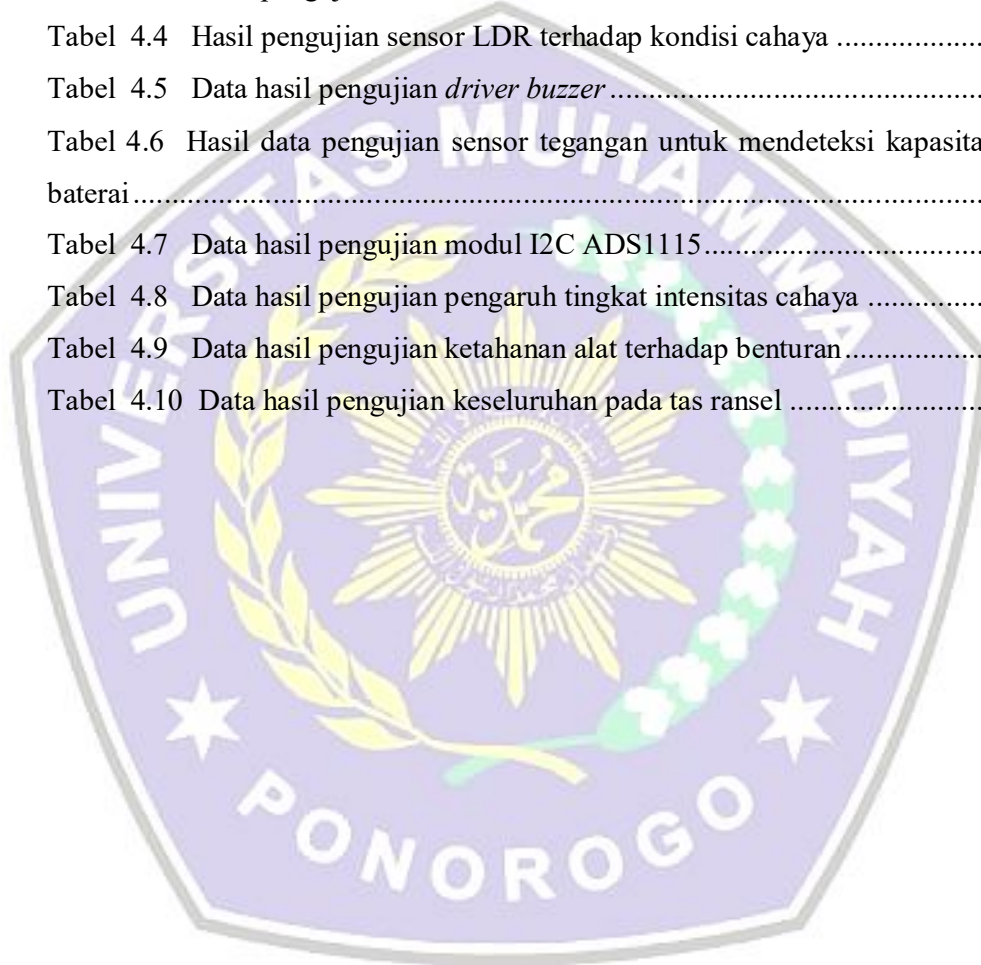 Tabel 4.4 Hasil pengujian sensor LDR terhadap kondisi cahaya ...................
Tabel 4.5 Data hasil pengujian driver buzzer ................................................
Tabel 4.6 Hasil data pengujian sensor tegangan untuk mendeteksi
baterai ............................................................................................................
Tabel 4.7 Data hasil pengujian modul I2C ADS1115...................................
Tabel 4.8 Data hasil pengujian pengaruh tingkat intensitas cahaya ...............
Tabel 4.9 Data hasil pengujian ketahanan alat terhadap benturan..................
Tabel 4.10 Data hasil pengujian keseluruhan pada tas ransel ........................
UNIVERSITAS MUHAMMADIYAH
PONOROGO